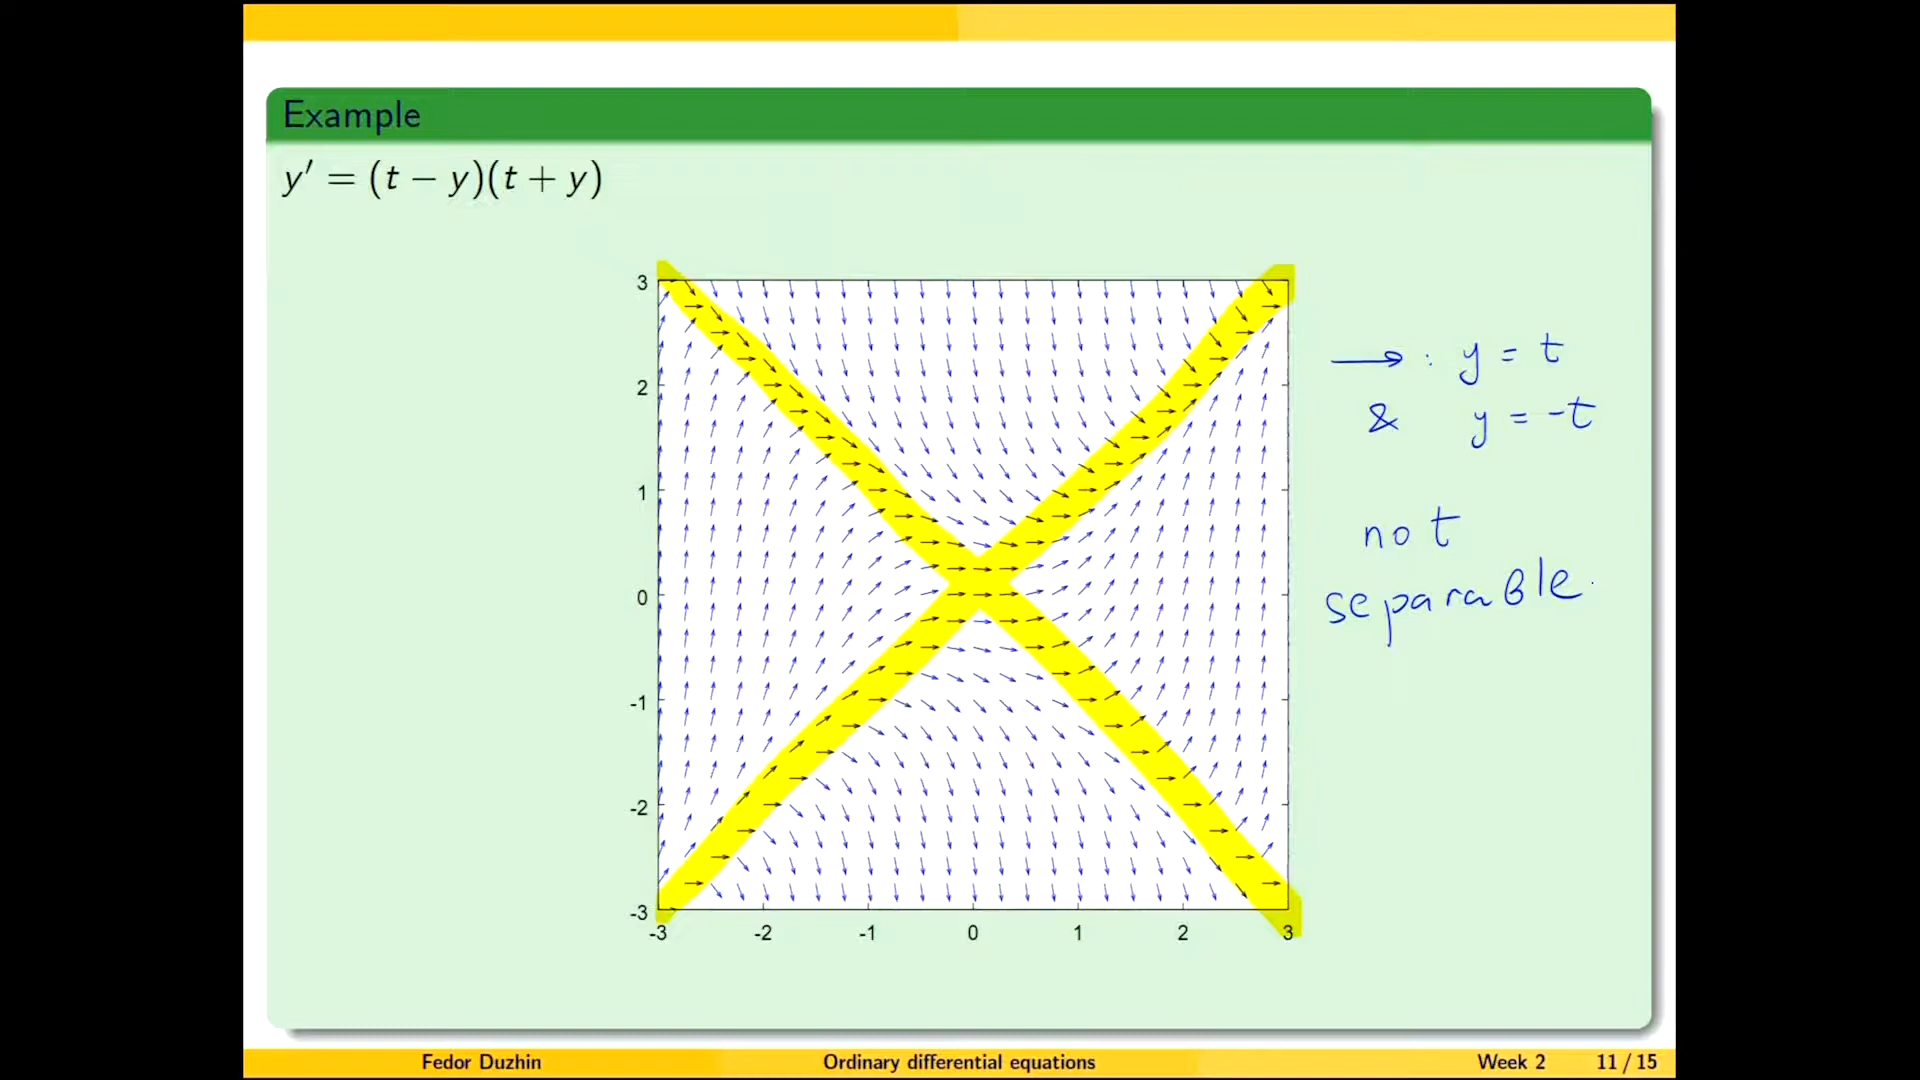 Example
y′ = (t − y)(t + y)
3
2
1
0
-1
-2
-3
-3 -2 -1 0 1 2 3
→ : y = t
& y = -t
not
separable.
Fedor Duzhin Ordinary differential equations Week 2 11 / 15